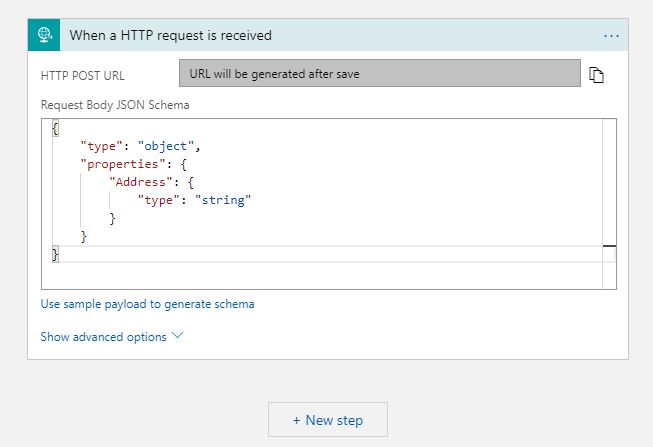 When a HTTP request is received
...
HTTP POST URL
URL will be generated after save
Request Body JSON Schema
{
    "type": "object",
    "properties": {
        "Address": {
            "type": "string"
        }
    }
}
Use sample payload to generate schema
Show advanced options
+ New step